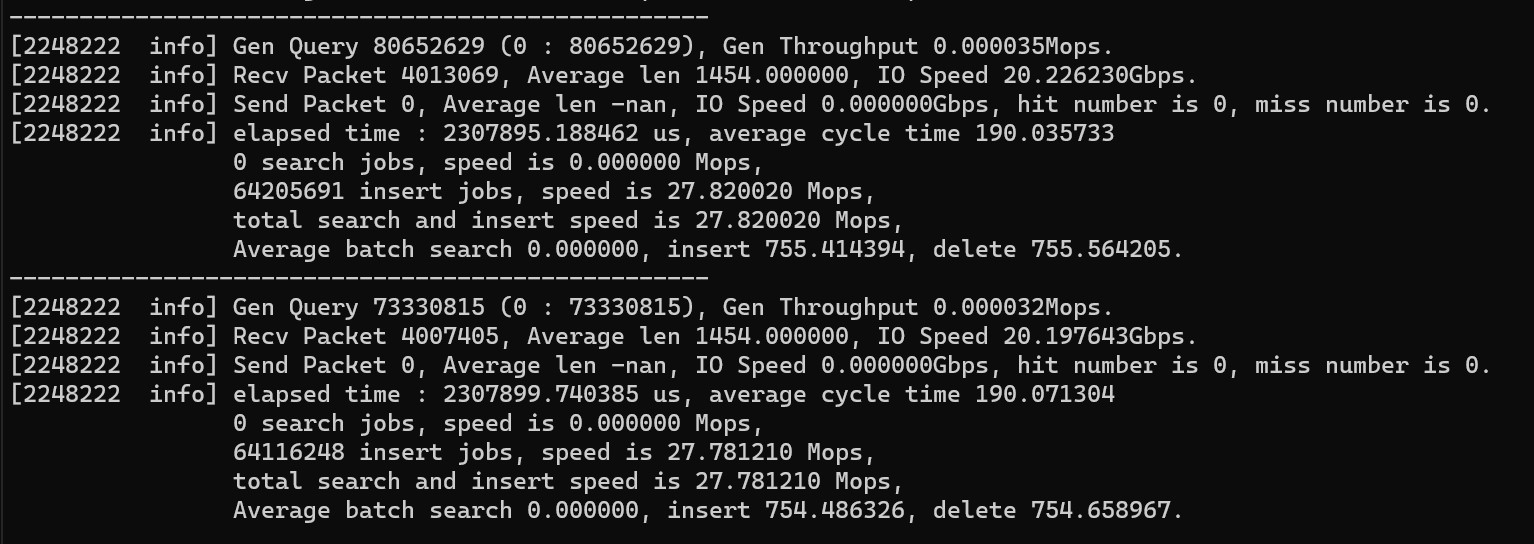 --------------------------------------------------
[2248222  info] Gen Query 80652629 (0 : 80652629), Gen Throughput 0.000035Mops.
[2248222  info] Recv Packet 4013069, Average len 1454.000000, IO Speed 20.226230Gbps.
[2248222  info] Send Packet 0, Average len -nan, IO Speed 0.000000Gbps, hit number is 0, miss number is 0.
[2248222  info] elapsed time : 2307895.188462 us, average cycle time 190.035733
                0 search jobs, speed is 0.000000 Mops,
                64205691 insert jobs, speed is 27.820020 Mops,
                total search and insert speed is 27.820020 Mops,
                Average batch search 0.000000, insert 755.414394, delete 755.564205.
--------------------------------------------------
[2248222  info] Gen Query 73330815 (0 : 73330815), Gen Throughput 0.000032Mops.
[2248222  info] Recv Packet 4007405, Average len 1454.000000, IO Speed 20.197643Gbps.
[2248222  info] Send Packet 0, Average len -nan, IO Speed 0.000000Gbps, hit number is 0, miss number is 0.
[2248222  info] elapsed time : 2307899.740385 us, average cycle time 190.071304
                0 search jobs, speed is 0.000000 Mops,
                64116248 insert jobs, speed is 27.781210 Mops,
                total search and insert speed is 27.781210 Mops,
                Average batch search 0.000000, insert 754.486326, delete 754.658967.